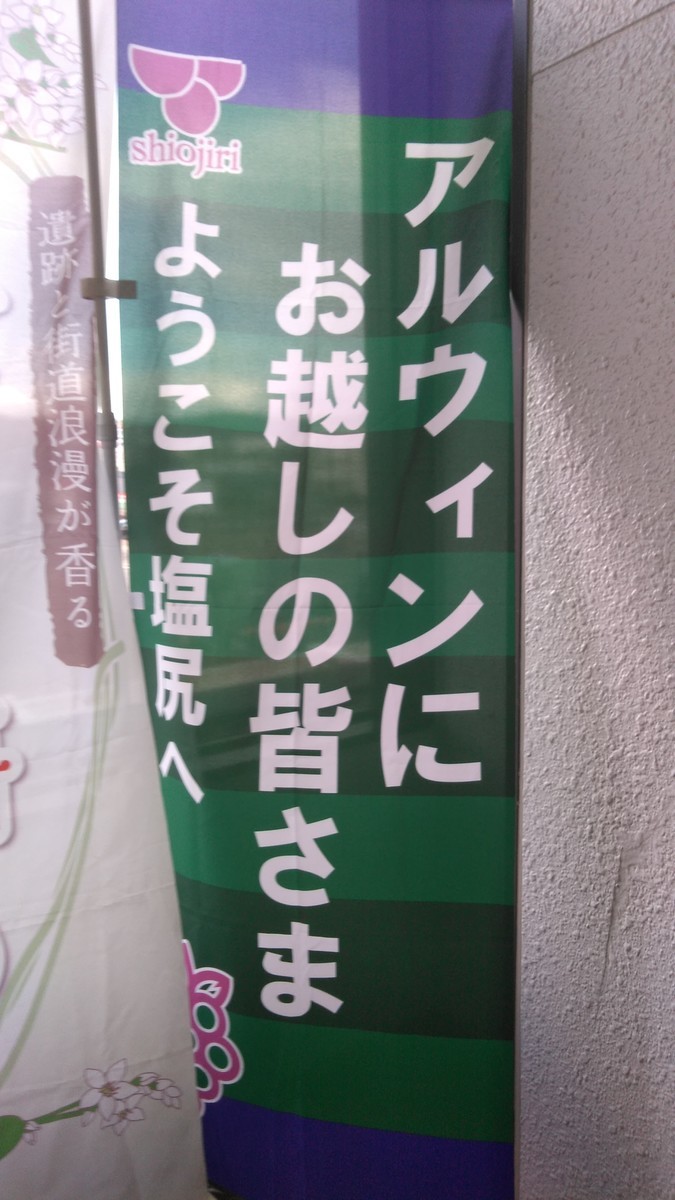 shiojiri
アルウィンに
お越しの皆さま
ようこそ塩尻へ
遺跡と街道浪漫が香る